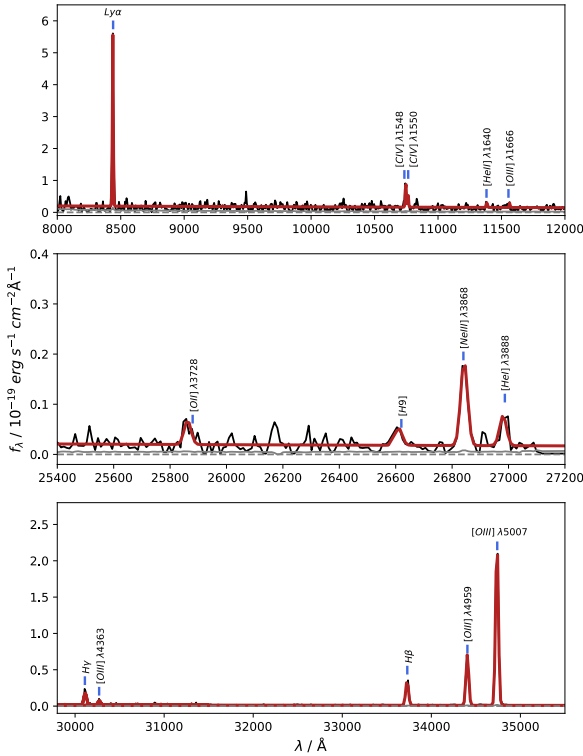 Lyα
[CIV] λ1548
[CIV] λ1550
[HeII] λ1640
[OIII] λ1666
6
5
4
3
2
1
0
8000 8500 9000 9500 10000 10500 11000 11500 12000
[OII] λ3728
[H9]
[NeIII] λ3868
[HeI] λ3888
0.4
0.3
0.2
0.1
0.0
25400 25600 25800 26000 26200 26400 26600 26800 27000 27200
fλ / 10⁻¹⁹ erg s⁻¹ cm⁻²Å⁻¹
Hγ
[OIII] λ4363
Hβ
[OIII] λ4959
[OIII] λ5007
2.5
2.0
1.5
1.0
0.5
0.0
30000 31000 32000 33000 34000 35000
λ / Å